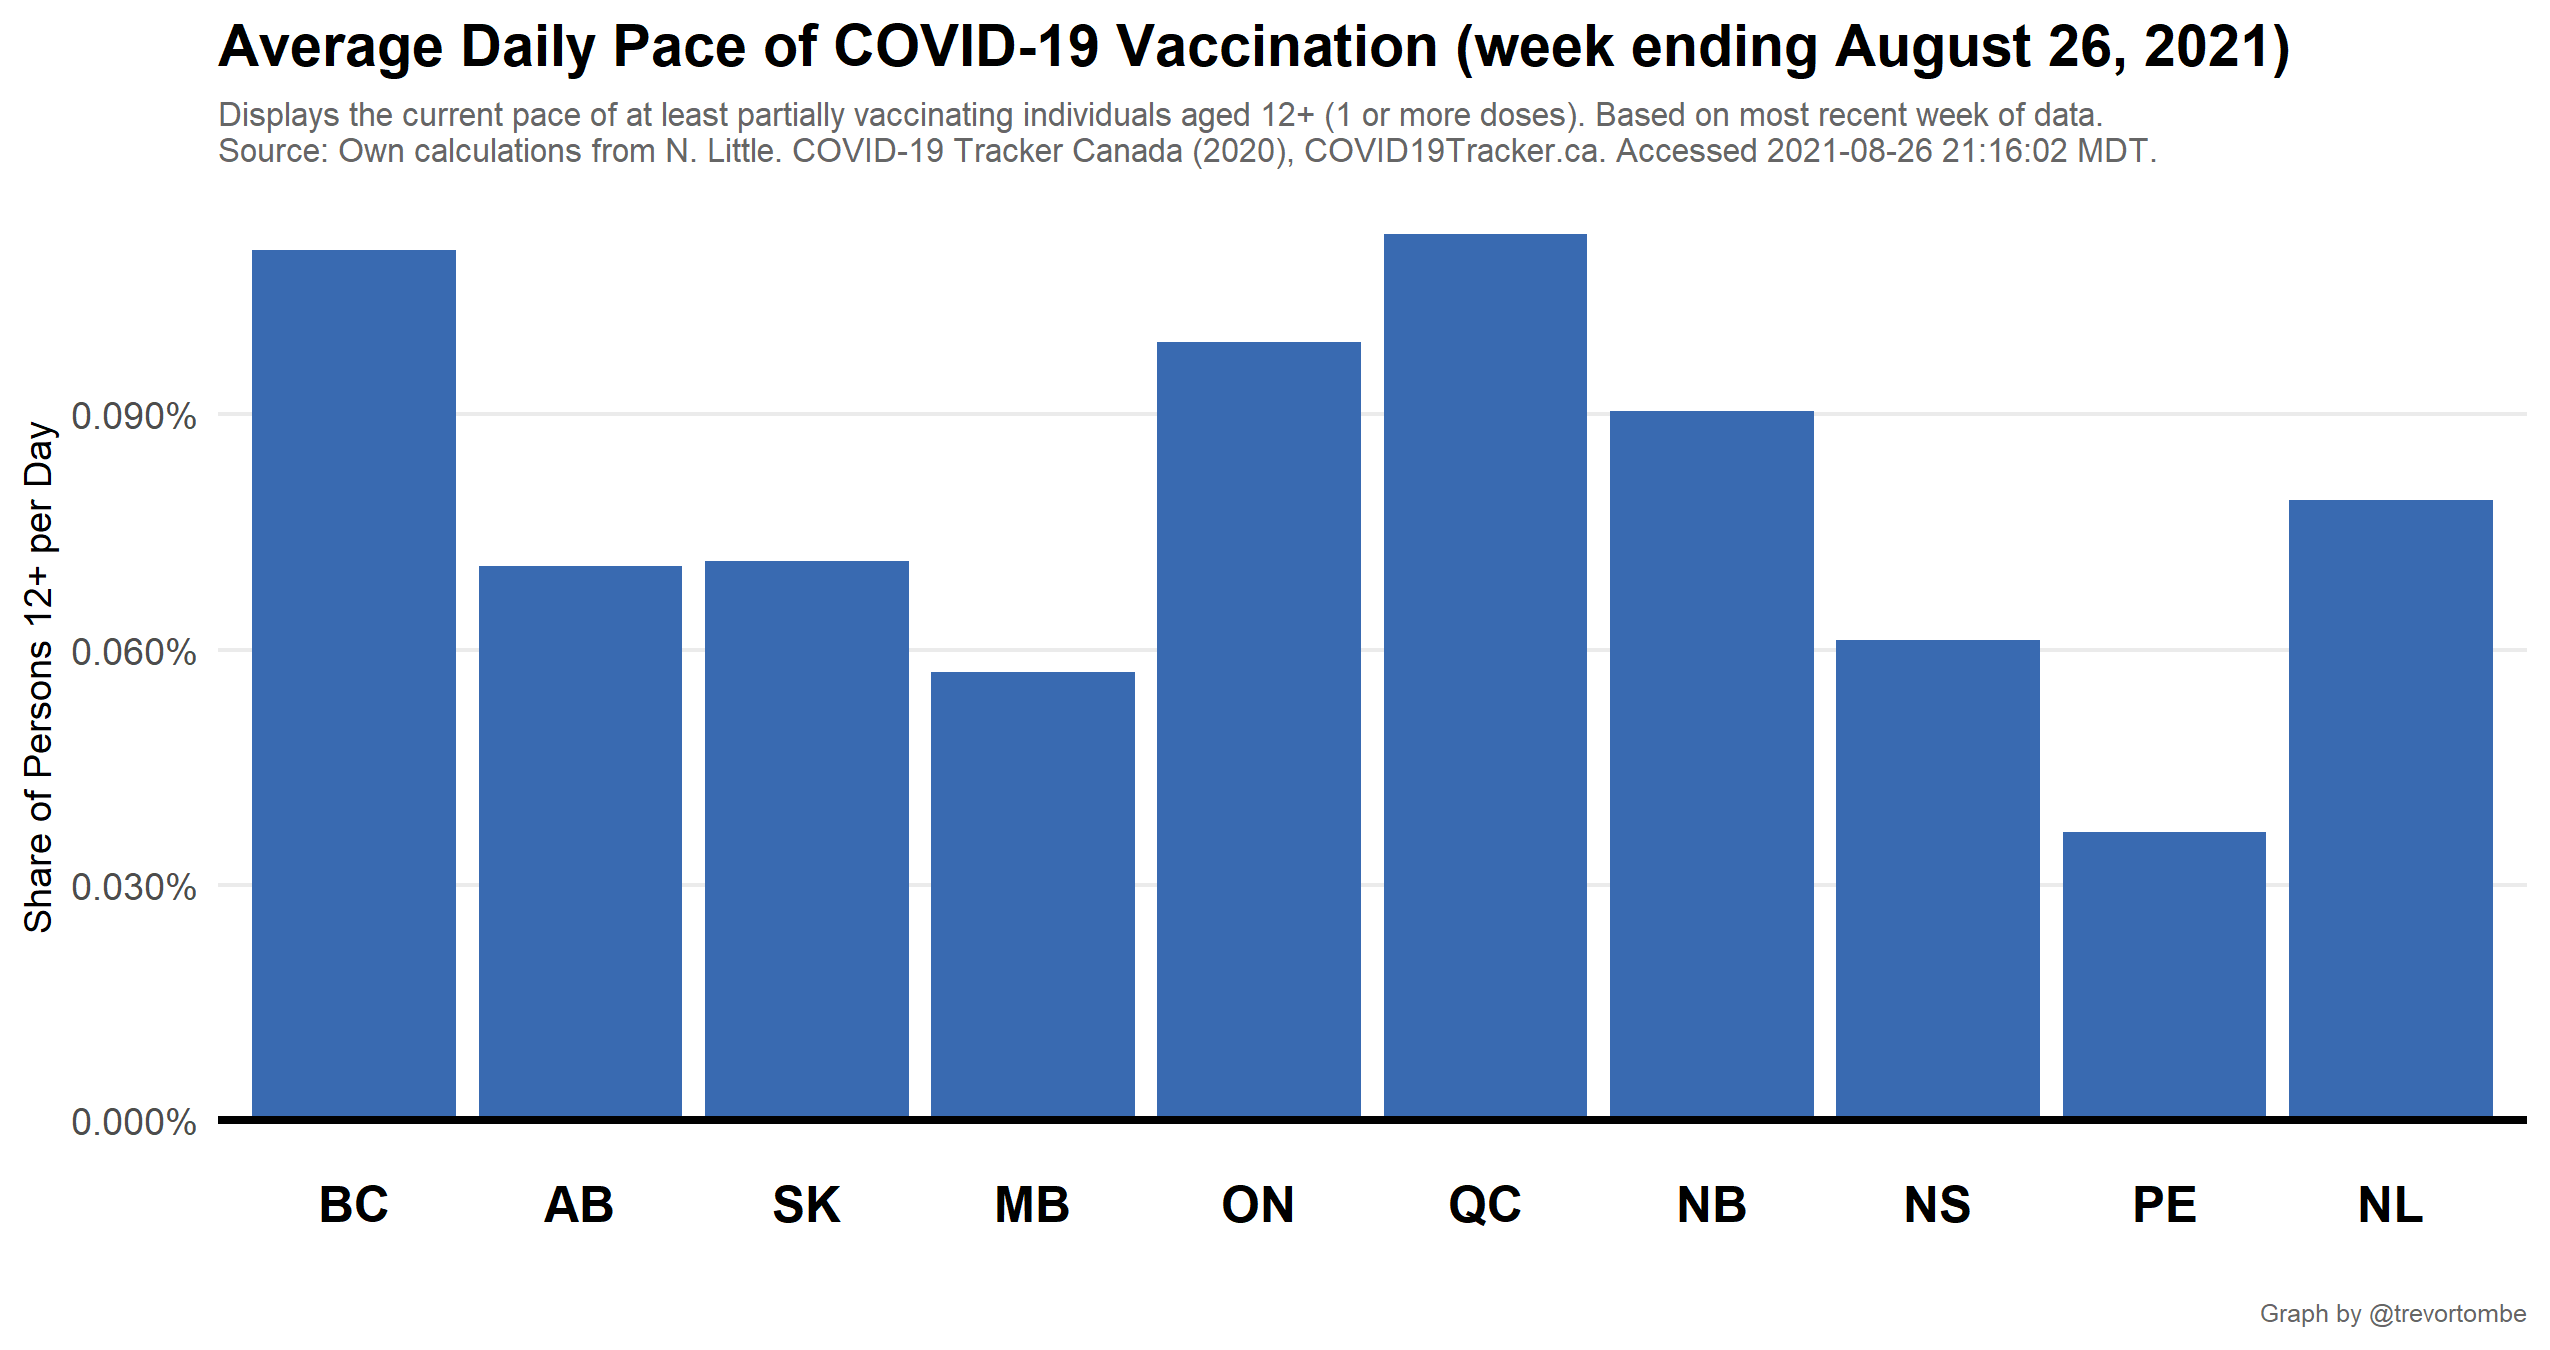 Average Daily Pace of COVID-19 Vaccination (week ending August 26, 2021)
Displays the current pace of at least partially vaccinating individuals aged 12+ (1 or more doses). Based on most recent week of data.
Source: Own calculations from N. Little. COVID-19 Tracker Canada (2020), COVID19Tracker.ca. Accessed 2021-08-26 21:16:02 MDT.
Share of Persons 12+ per Day
0.090%
0.060%
0.030%
0.000%
BC AB SK MB ON QC NB NS PE NL
Graph by @trevortombe